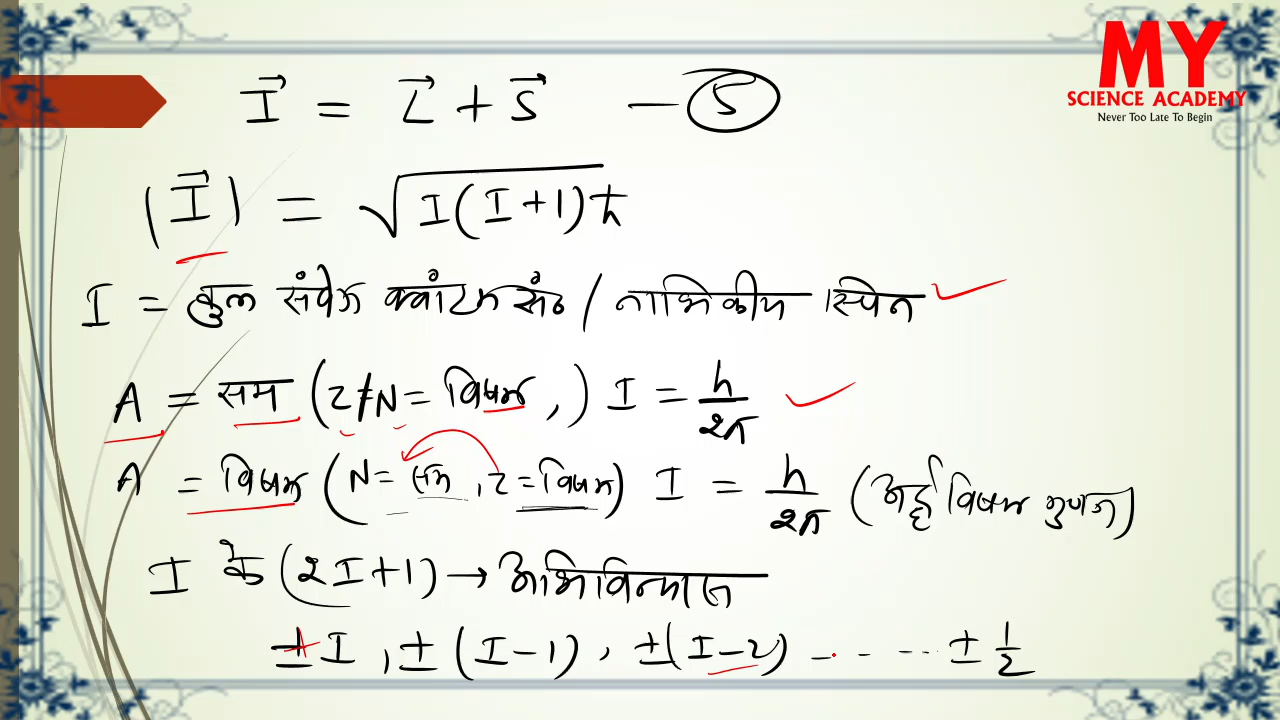 MY
SCIENCE ACADEMY
Never Too Late To Begin
I⃗ = L⃗ + S⃗ — (5)
|I⃗| = √I(I+1) ħ
I = कुल संवेग क्वांटम सं० / नाभिकीय स्पिन ✓
A = सम (Z N = विषम, ) I = h/2π ✓
A = विषम (N = सम, Z = विषम) I = h/2π (अर्द्ध विषम गुणज)
I के (2I+1) → अभिविन्यास
± I, ± (I-1), ± (I-2) - - - - - ± 1/2